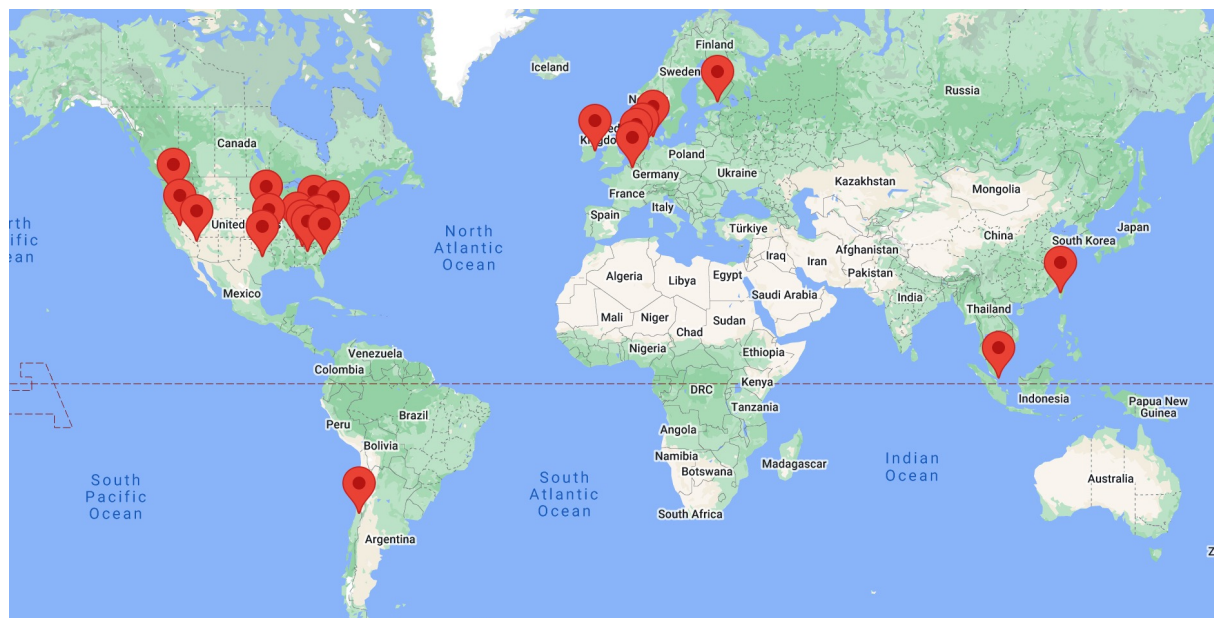 Finland
Iceland
Sweden
Russia
Canada
Poland
Ukraine
Germany
Kazakhstan
Mongolia
France
Italy
Spain
United
Türkiye
Japan
China
South Korea
North
Atlantic
Ocean
Afghanistan
Iraq
Iran
Pakistan
Algeria
Libya
Egypt
Mexico
Saudi Arabia
India
Thailand
Mali
Niger
Sudan
Chad
Nigeria
Ethiopia
Venezuela
Colombia
Kenya
DRC
Indonesia
Papua New
Guinea
Tanzania
Brazil
Peru
Angola
Bolivia
Namibia
Botswana
Madagascar
Indian
Ocean
Australia
South
Pacific
Ocean
South
Atlantic
Ocean
South Africa
Argentina